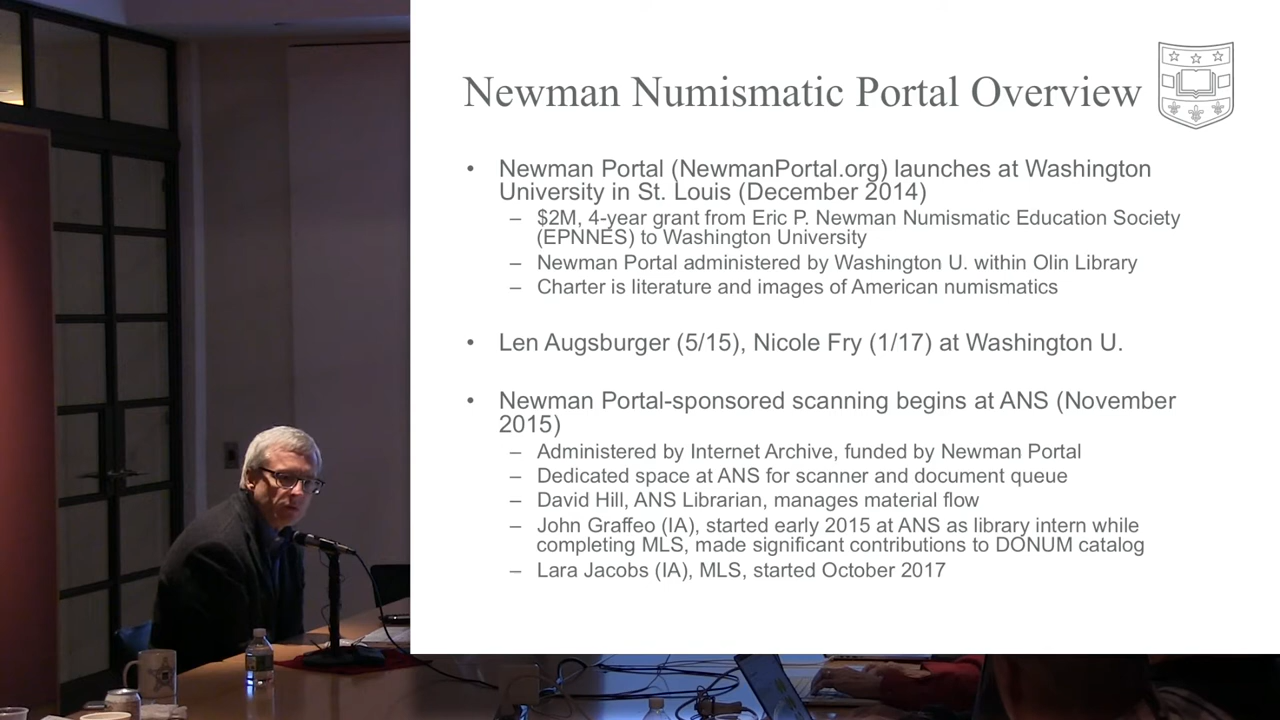 Newman Numismatic Portal Overview
• Newman Portal (NewmanPortal.org) launches at Washington
University in St. Louis (December 2014)
– $2M, 4-year grant from Eric P. Newman Numismatic Education Society
(EPNNES) to Washington University
– Newman Portal administered by Washington U. within Olin Library
– Charter is literature and images of American numismatics
• Len Augsburger (5/15), Nicole Fry (1/17) at Washington U.
• Newman Portal-sponsored scanning begins at ANS (November
2015)
– Administered by Internet Archive, funded by Newman Portal
– Dedicated space at ANS for scanner and document queue
– David Hill, ANS Librarian, manages material flow
– John Graffeo (IA), started early 2015 at ANS as library intern while
completing MLS, made significant contributions to DONUM catalog
– Lara Jacobs (IA), MLS, started October 2017